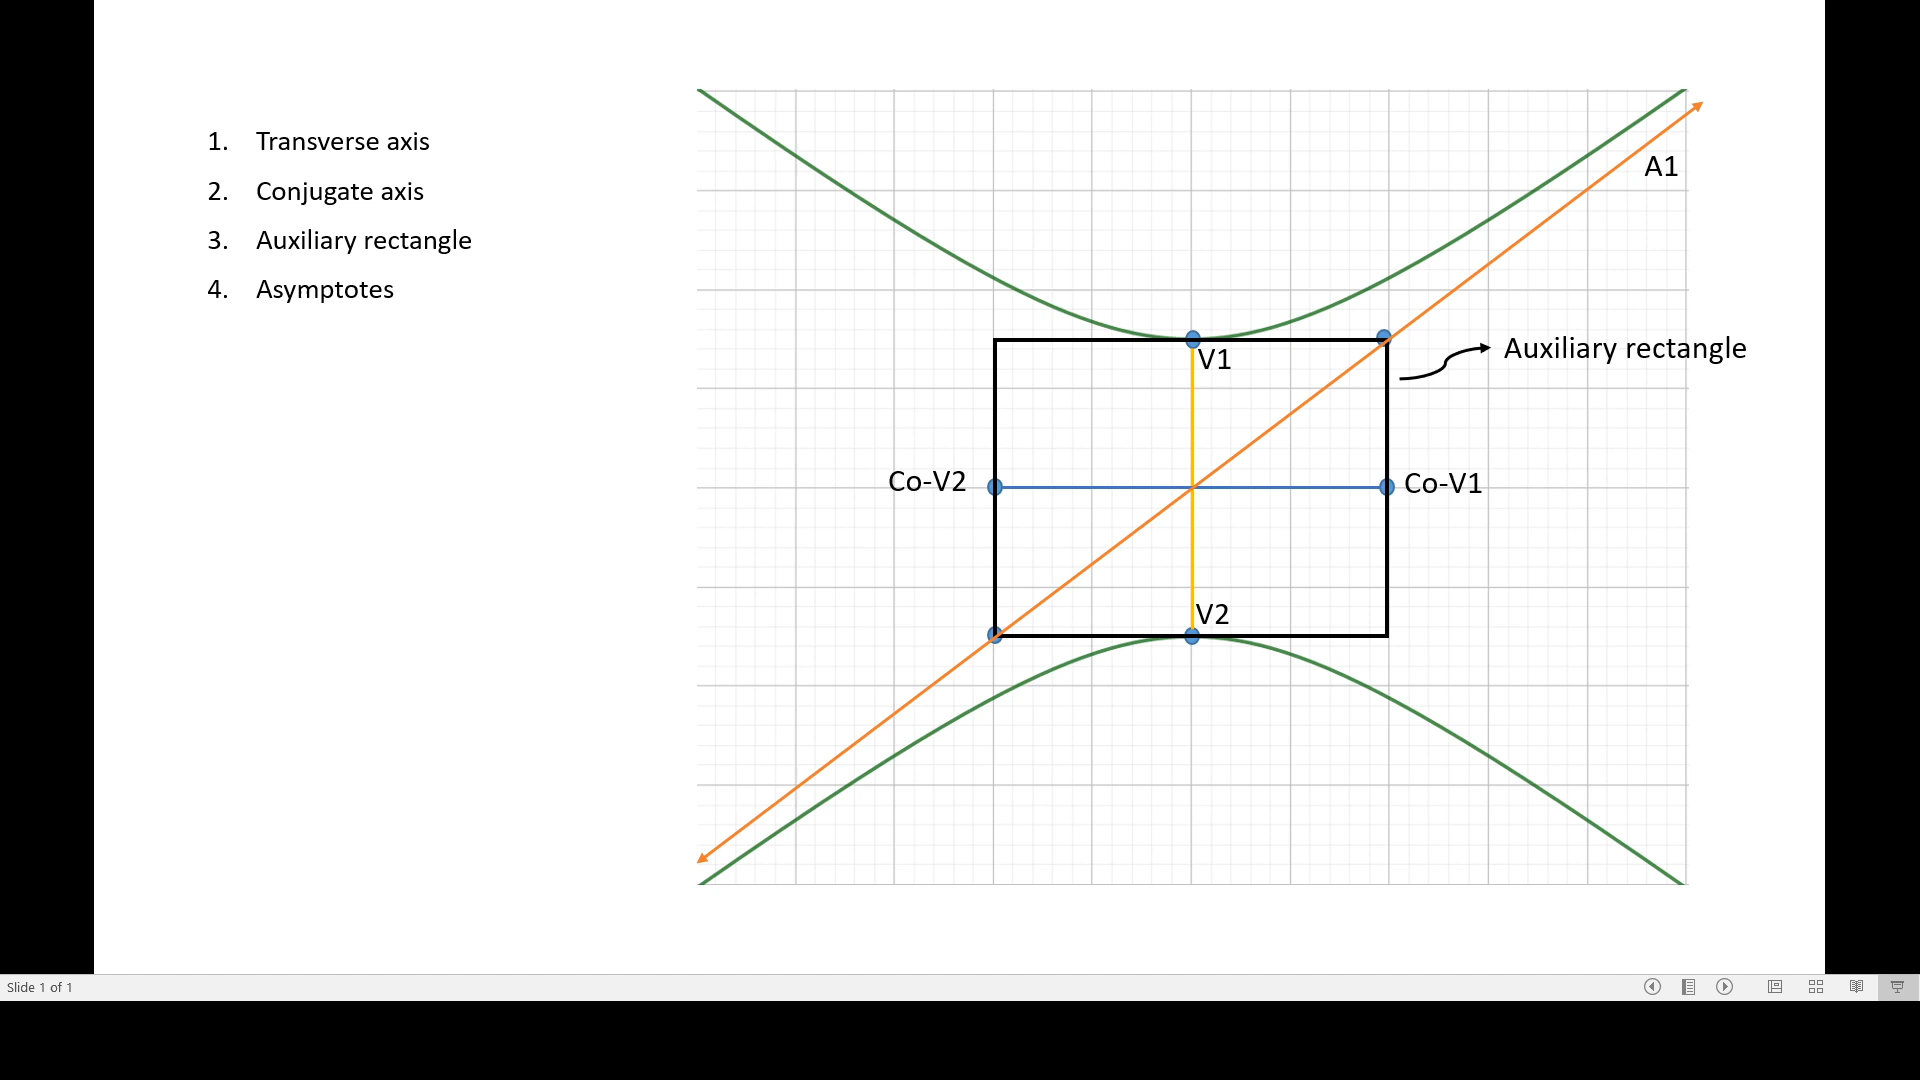 1. Transverse axis
2. Conjugate axis
3. Auxiliary rectangle
4. Asymptotes
A1
V1
Auxiliary rectangle
Co-V2
Co-V1
V2
Slide 1 of 1